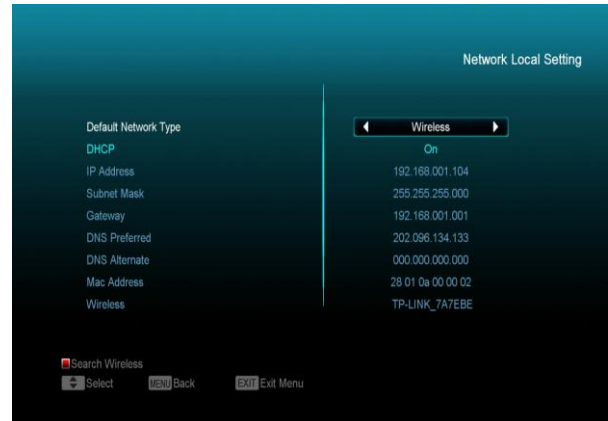 Network Local Setting
Default Network Type Wireless
DHCP On
IP Address 192.168.001.104
Subnet Mask 255.255.255.000
Gateway 192.168.001.001
DNS Preferred 202.096.134.133
DNS Alternate 000.000.000.000
Mac Address 28 01 0a 00 00 02
Wireless TP-LINK_7A7EBE
Search Wireless
Select MENU Back EXIT Exit Menu